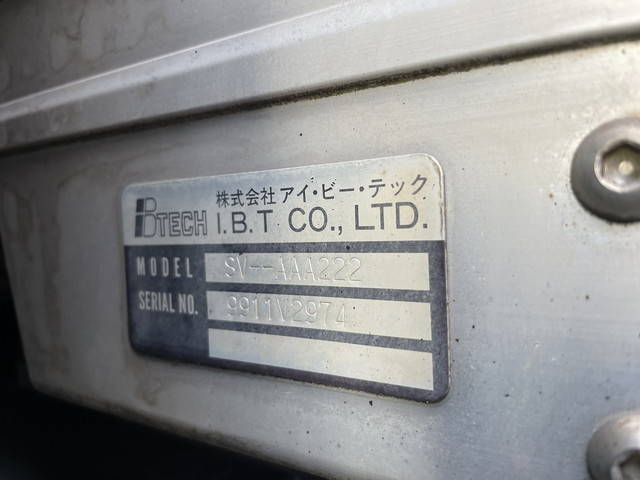 IBTECH 株式会社アイ・ビー・テック
I.B.T CO., LTD.
MODEL SV--AAA222
SERIAL NO. 9911V2974